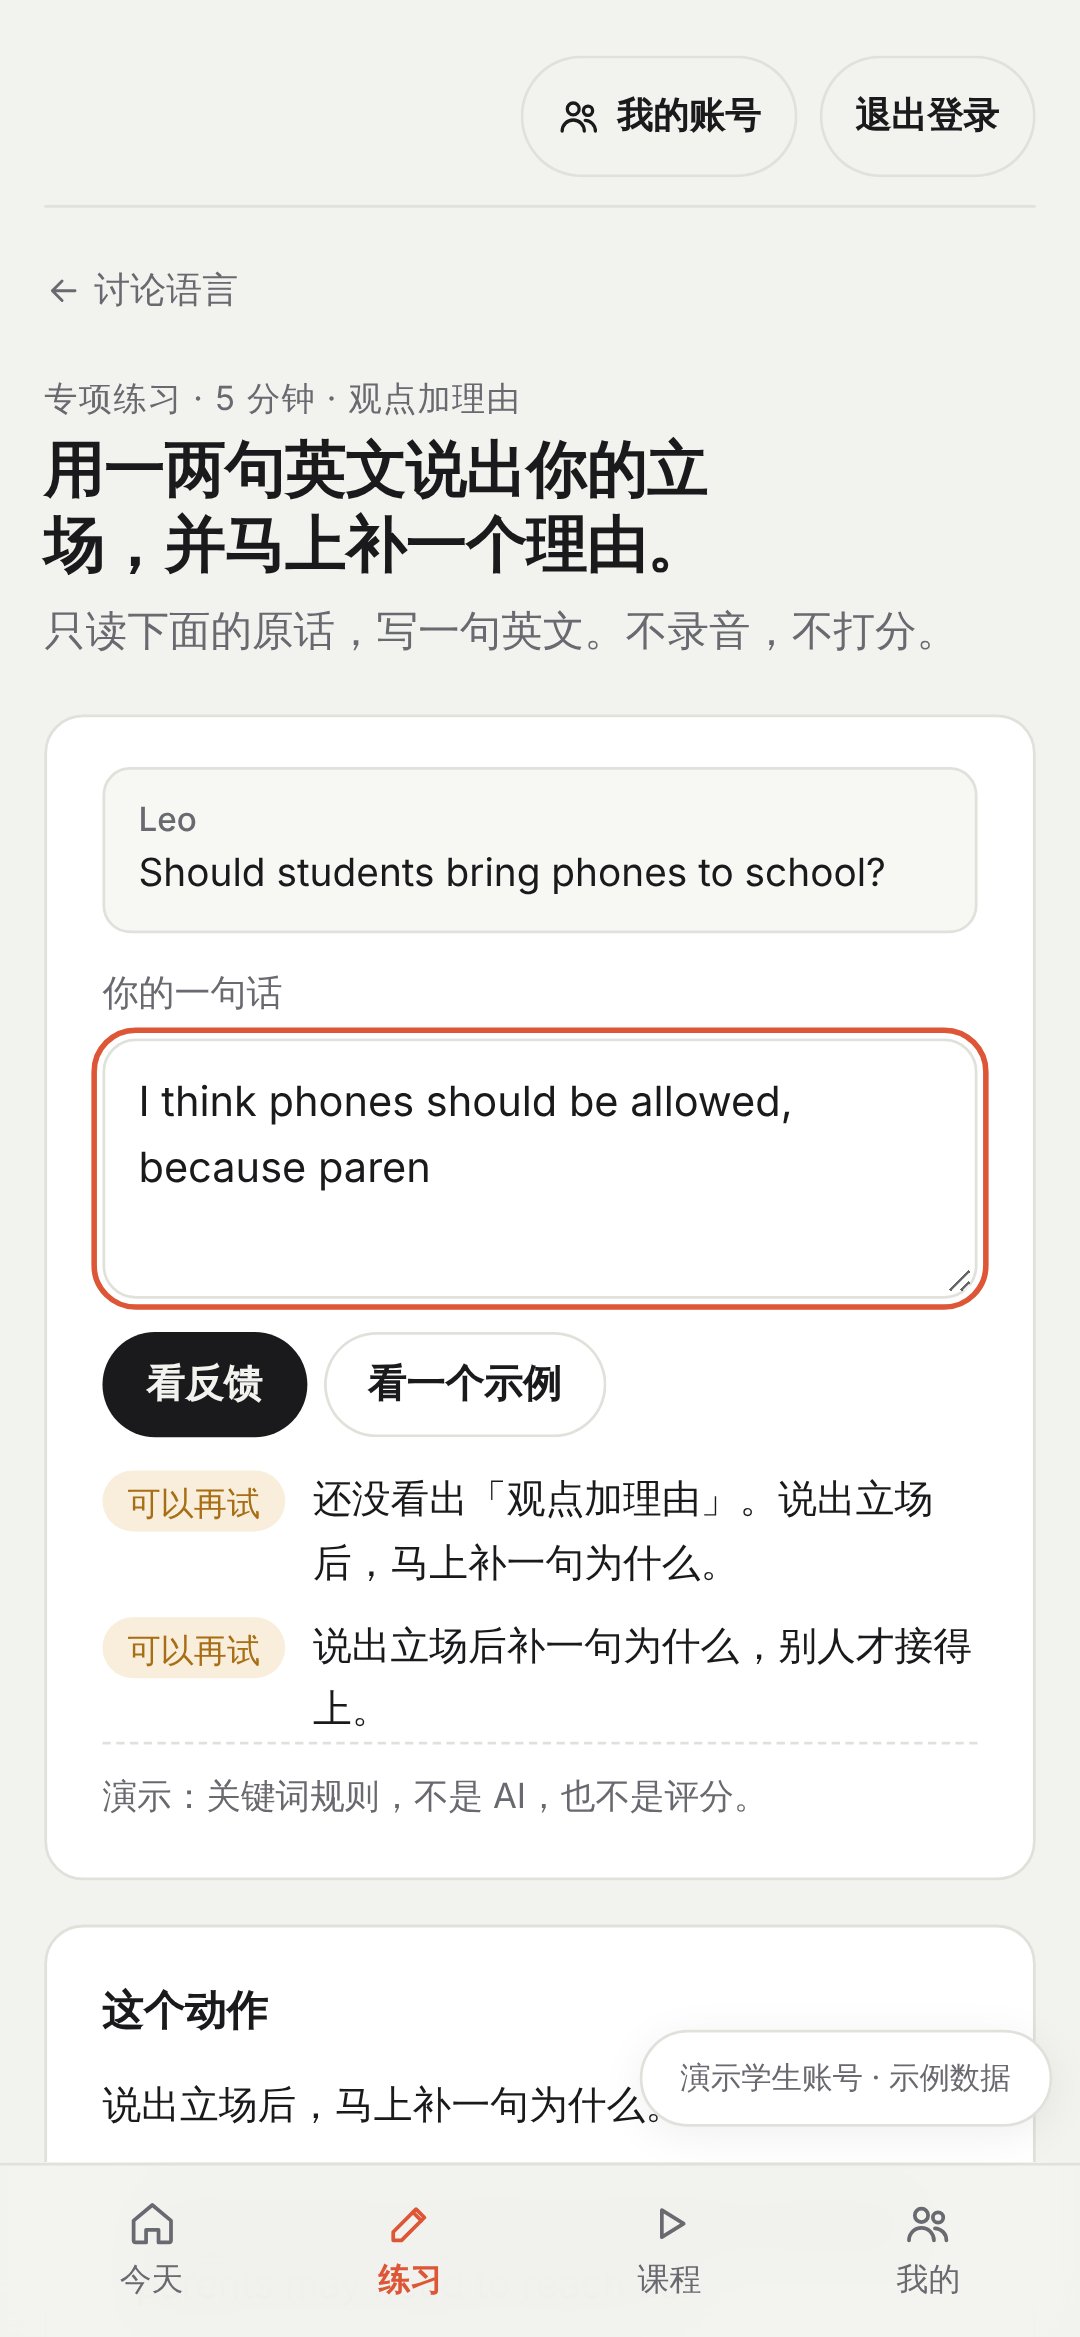 我的账号
退出登录
← 讨论语言
专项练习 · 5 分钟 · 观点加理由
用一两句英文说出你的立
场，并马上补一个理由。
只读下面的原话，写一句英文。不录音，不打分。
Leo
Should students bring phones to school?
你的一句话
I think phones should be allowed,
because paren
看反馈
看一个示例
可以再试
还没看出「观点加理由」。说出立场
后，马上补一句为什么。
可以再试
说出立场后补一句为什么，别人才接得
上。
演示：关键词规则，不是 AI，也不是评分。
这个动作
说出立场后，马上补一句为什么。
演示学生账号 · 示例数据
今天
练习
课程
我的